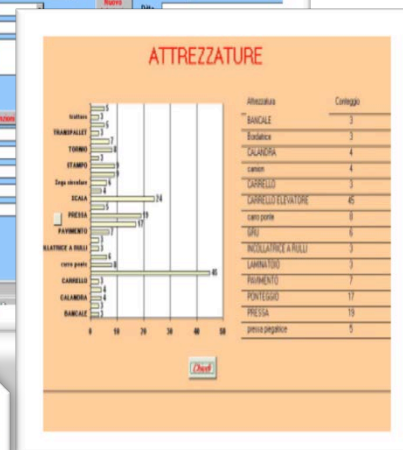 Nuovo
Data
ATTREZZATURE
trattore
TRANSPALLET
TORNIO
STAMPO
Sega circolare
SCALA
PRESSA
PAVIMENTO
carro ponte
CARRELLO
CALANDRA
BANCALE
24
19
17
45
0 10 20 30 40 50
Attrezzatura Conteggio
BANCALE 3
Bordatrice 3
CALANDRA 4
camion 4
CARRELLO 3
CARRELLO ELEVATORE 45
carro ponte 8
GRU 6
INCOLLATRICE A RULLI 3
LAMINATOIO 3
PAVIMENTO 7
PONTEGGIO 17
PRESSA 19
pressa piegatrice 5
Chiudi